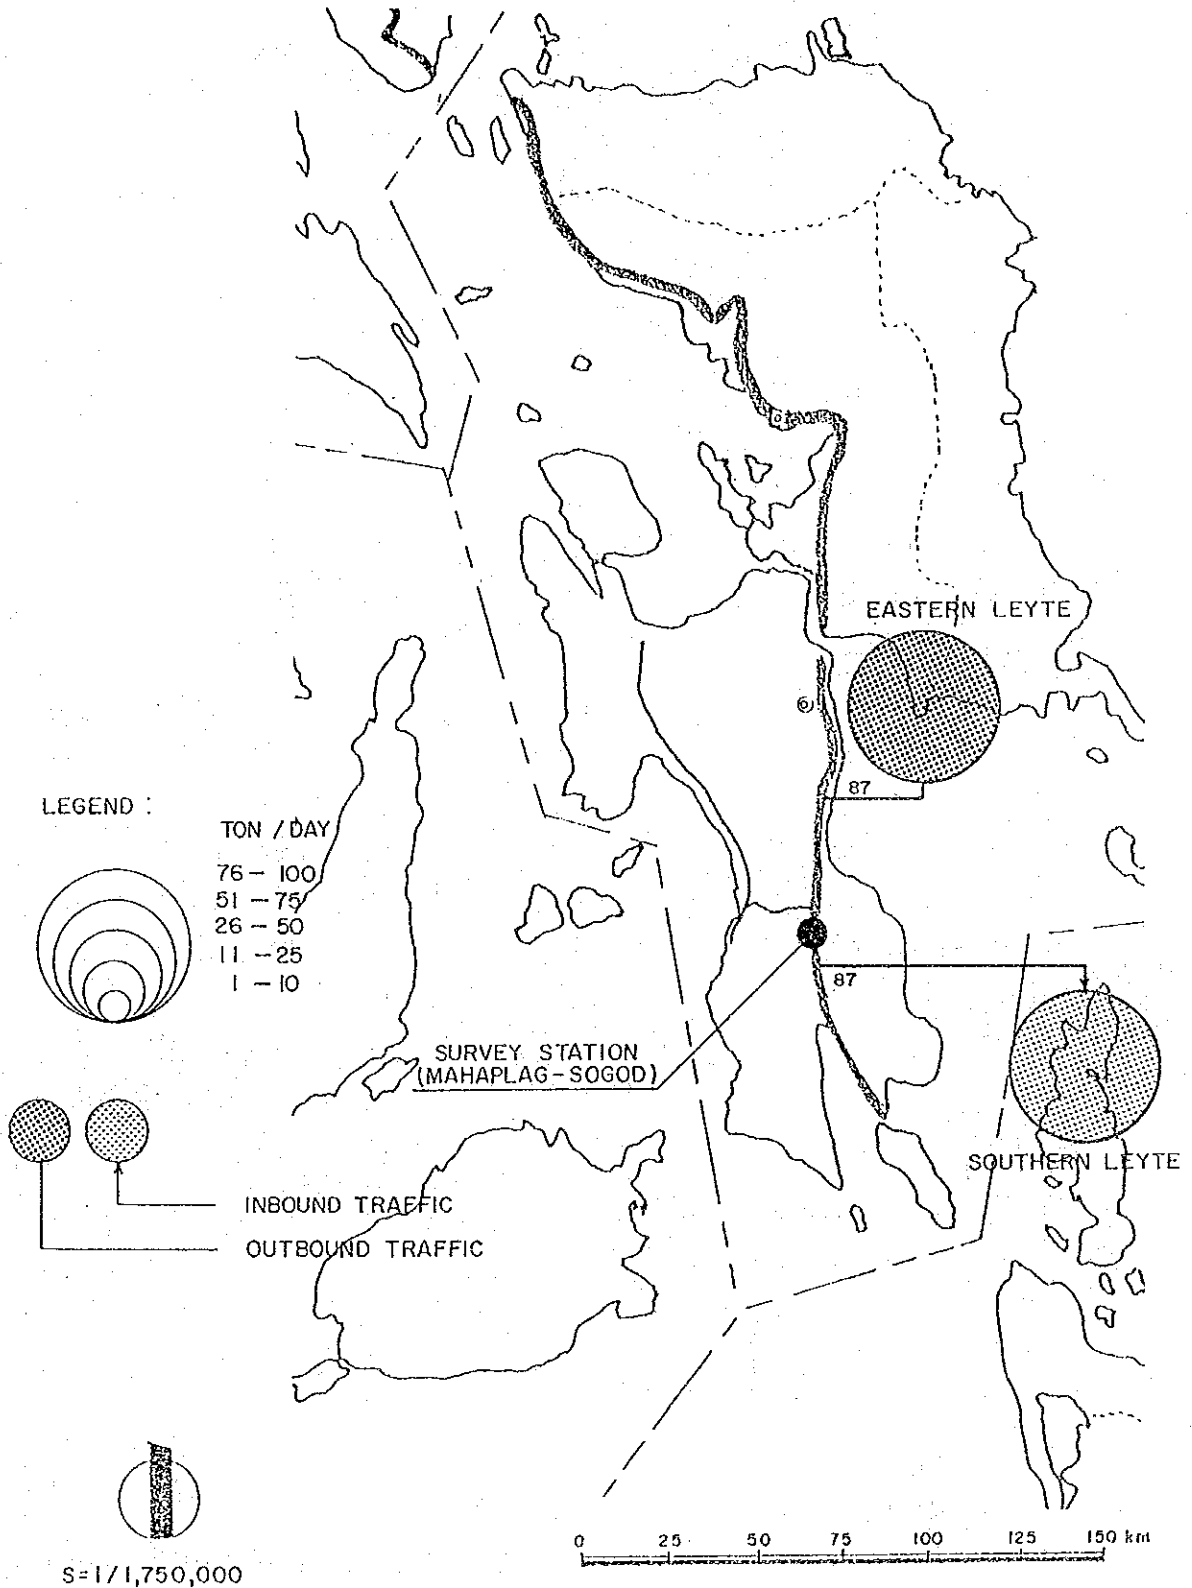 EASTERN LEYTE
87
LEGEND :
TON / DAY
76 - 100
51 - 75
26 - 50
11 - 25
1 - 10
87
SURVEY STATION
(MAHAPLAG-SOGOD)
SOUTHERN LEYTE
INBOUND TRAFFIC
OUTBOUND TRAFFIC
0 25 50 75 100 125 150 km
S=1/1,750,000